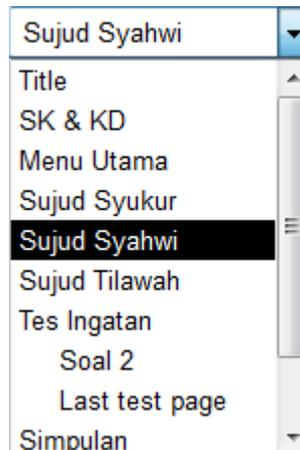 Sujud Syahwi
Title
SK & KD
Menu Utama
Sujud Syukur
Sujud Syahwi
Sujud Tilawah
Tes Ingatan
Soal 2
Last test page
Simpulan